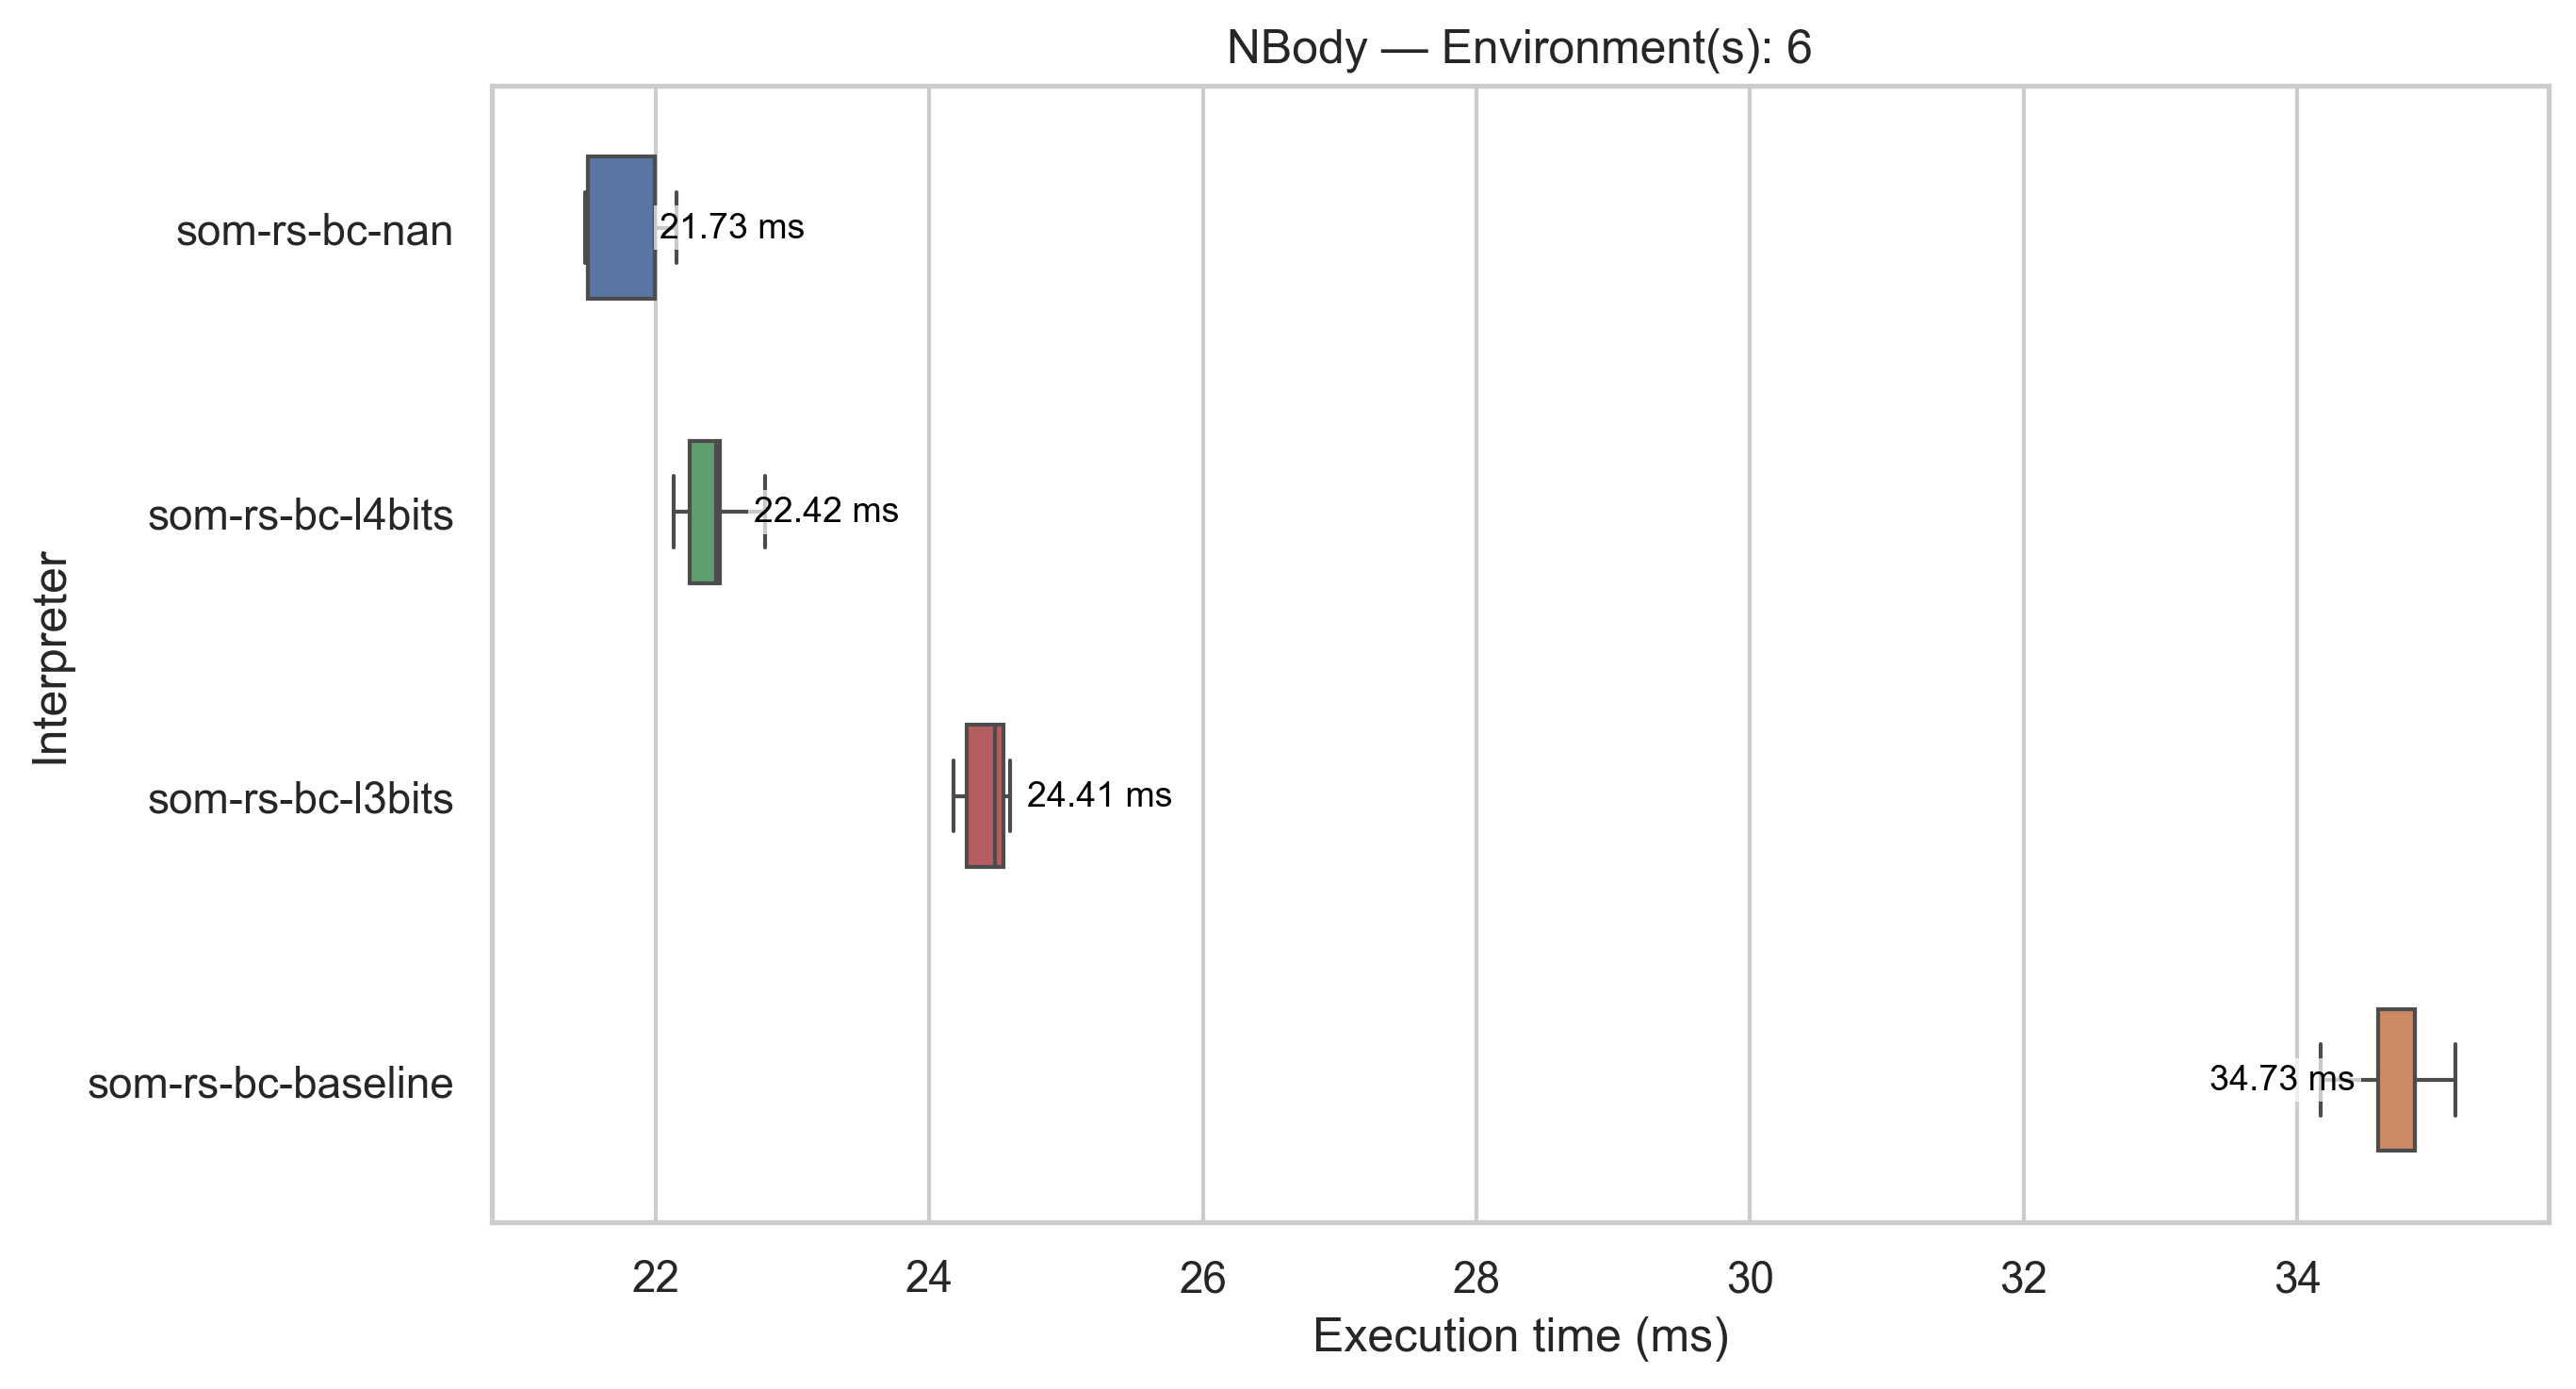 NBody — Environment(s): 6
som-rs-bc-nan
21.73 ms
som-rs-bc-l4bits
22.42 ms
Interpreter
som-rs-bc-l3bits
24.41 ms
som-rs-bc-baseline
34.73 ms
22 24 26 28 30 32 34
Execution time (ms)